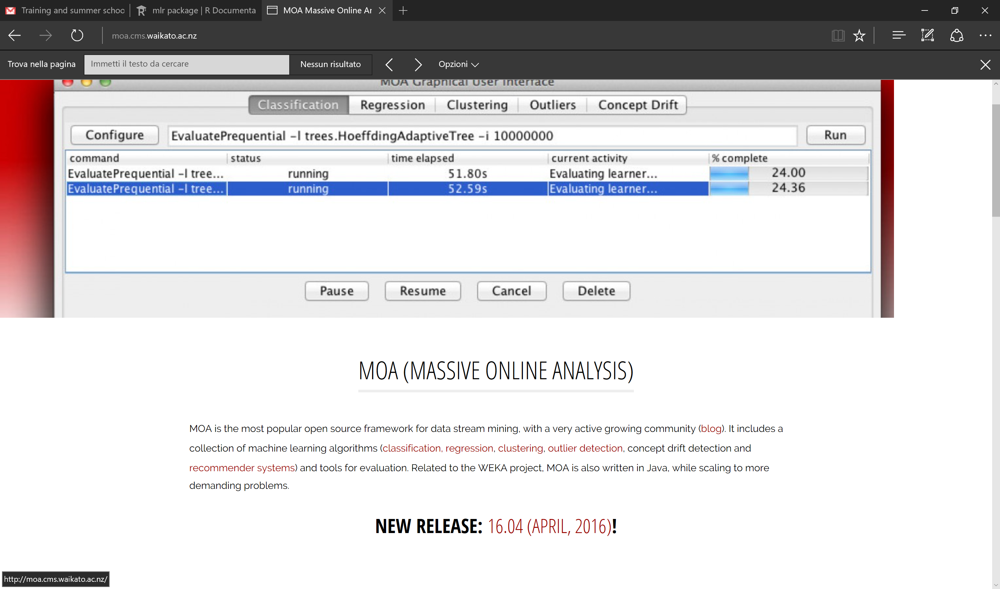 Training and summer schoo
mlr package | R Documenta
MOA Massive Online Ar
moa.cms.waikato.ac.nz
Trova nella pagina
Immetti il testo da cercare
Nessun risultato
Opzioni
MOA Graphical User Interface
Classification Regression Clustering Outliers Concept Drift
Configure EvaluatePrequential -l trees.HoeffdingAdaptiveTree -i 10000000 Run
command status time elapsed current activity % complete
EvaluatePrequential -l tree... running 51.80s Evaluating learner... 24.00
EvaluatePrequential -l tree... running 52.59s Evaluating learner... 24.36
Pause Resume Cancel Delete
MOA (MASSIVE ONLINE ANALYSIS)
MOA is the most popular open source framework for data stream mining, with a very active growing community (blog). It includes a
collection of machine learning algorithms (classification, regression, clustering, outlier detection, concept drift detection and
recommender systems) and tools for evaluation. Related to the WEKA project, MOA is also written in Java, while scaling to more
demanding problems.
NEW RELEASE: 16.04 (APRIL, 2016)!
http://moa.cms.waikato.ac.nz/